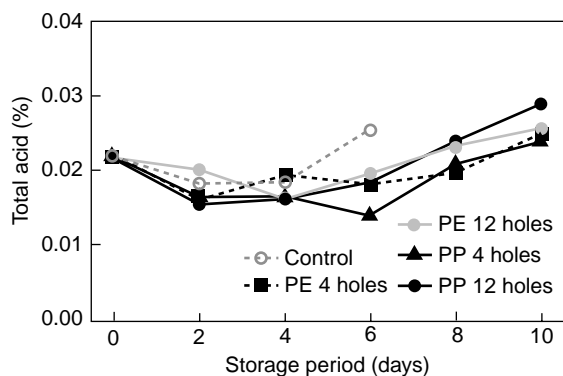 0.04
0.03
0.02
0.01
0.00
Total acid (%)
Control
PE 4 holes
PE 12 holes
PP 4 holes
PP 12 holes
0 2 4 6 8 10
Storage period (days)